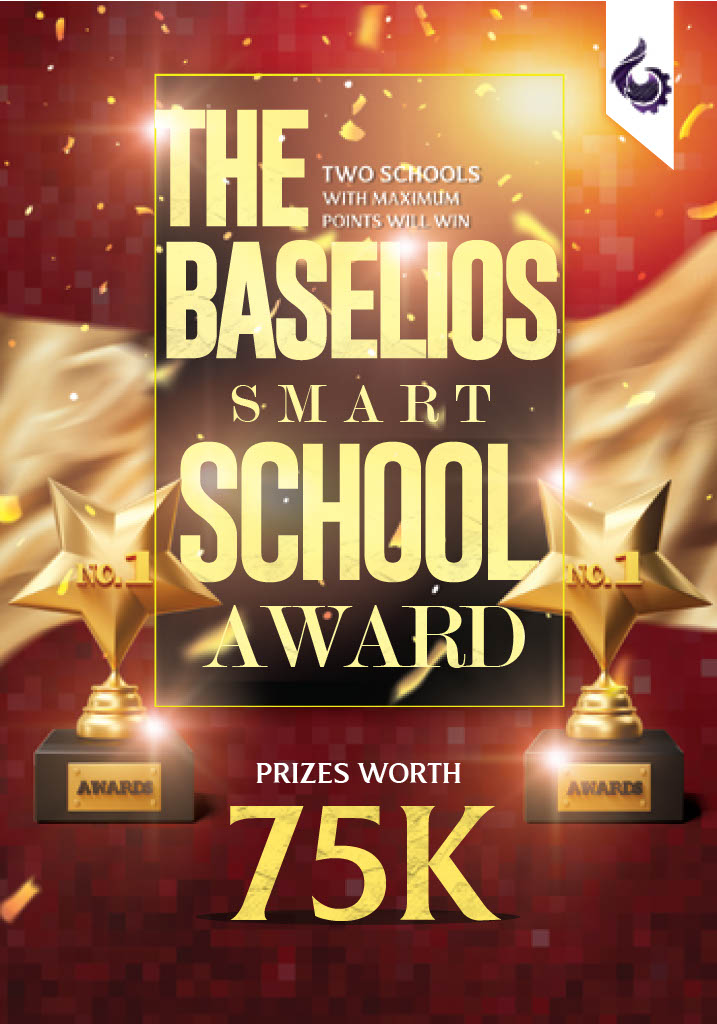 THE
TWO SCHOOLS
WITH MAXIMUM
POINTS WILL WIN
BASELIOS
SMART
SCHOOL
AWARD
NO.1
NO.1
AWARDS
AWARDS
PRIZES WORTH
75K